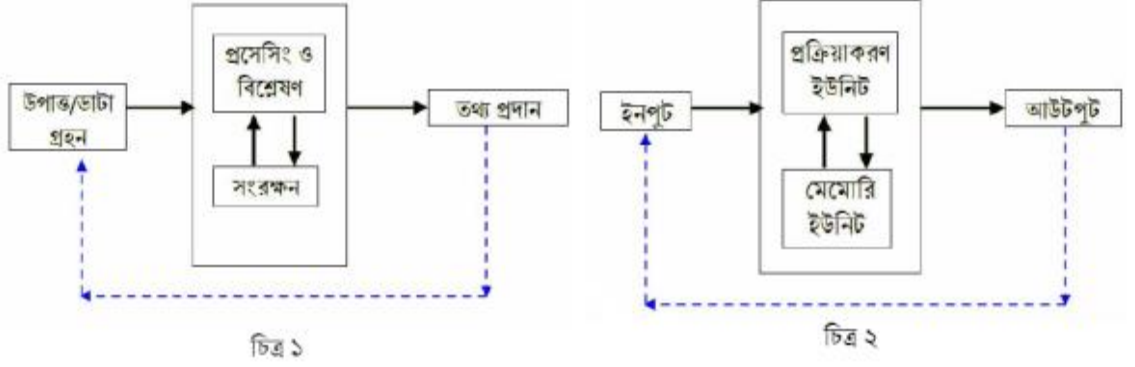 উপাত্ত/ডাটা
গ্রহন
প্রসেসিং ও
বিশ্লেষণ
সংরক্ষন
তথ্য প্রদান
চিত্র ১
ইনপুট
প্রক্রিয়াকরণ
ইউনিট
মেমোরি
ইউনিট
আউটপুট
চিত্র ২